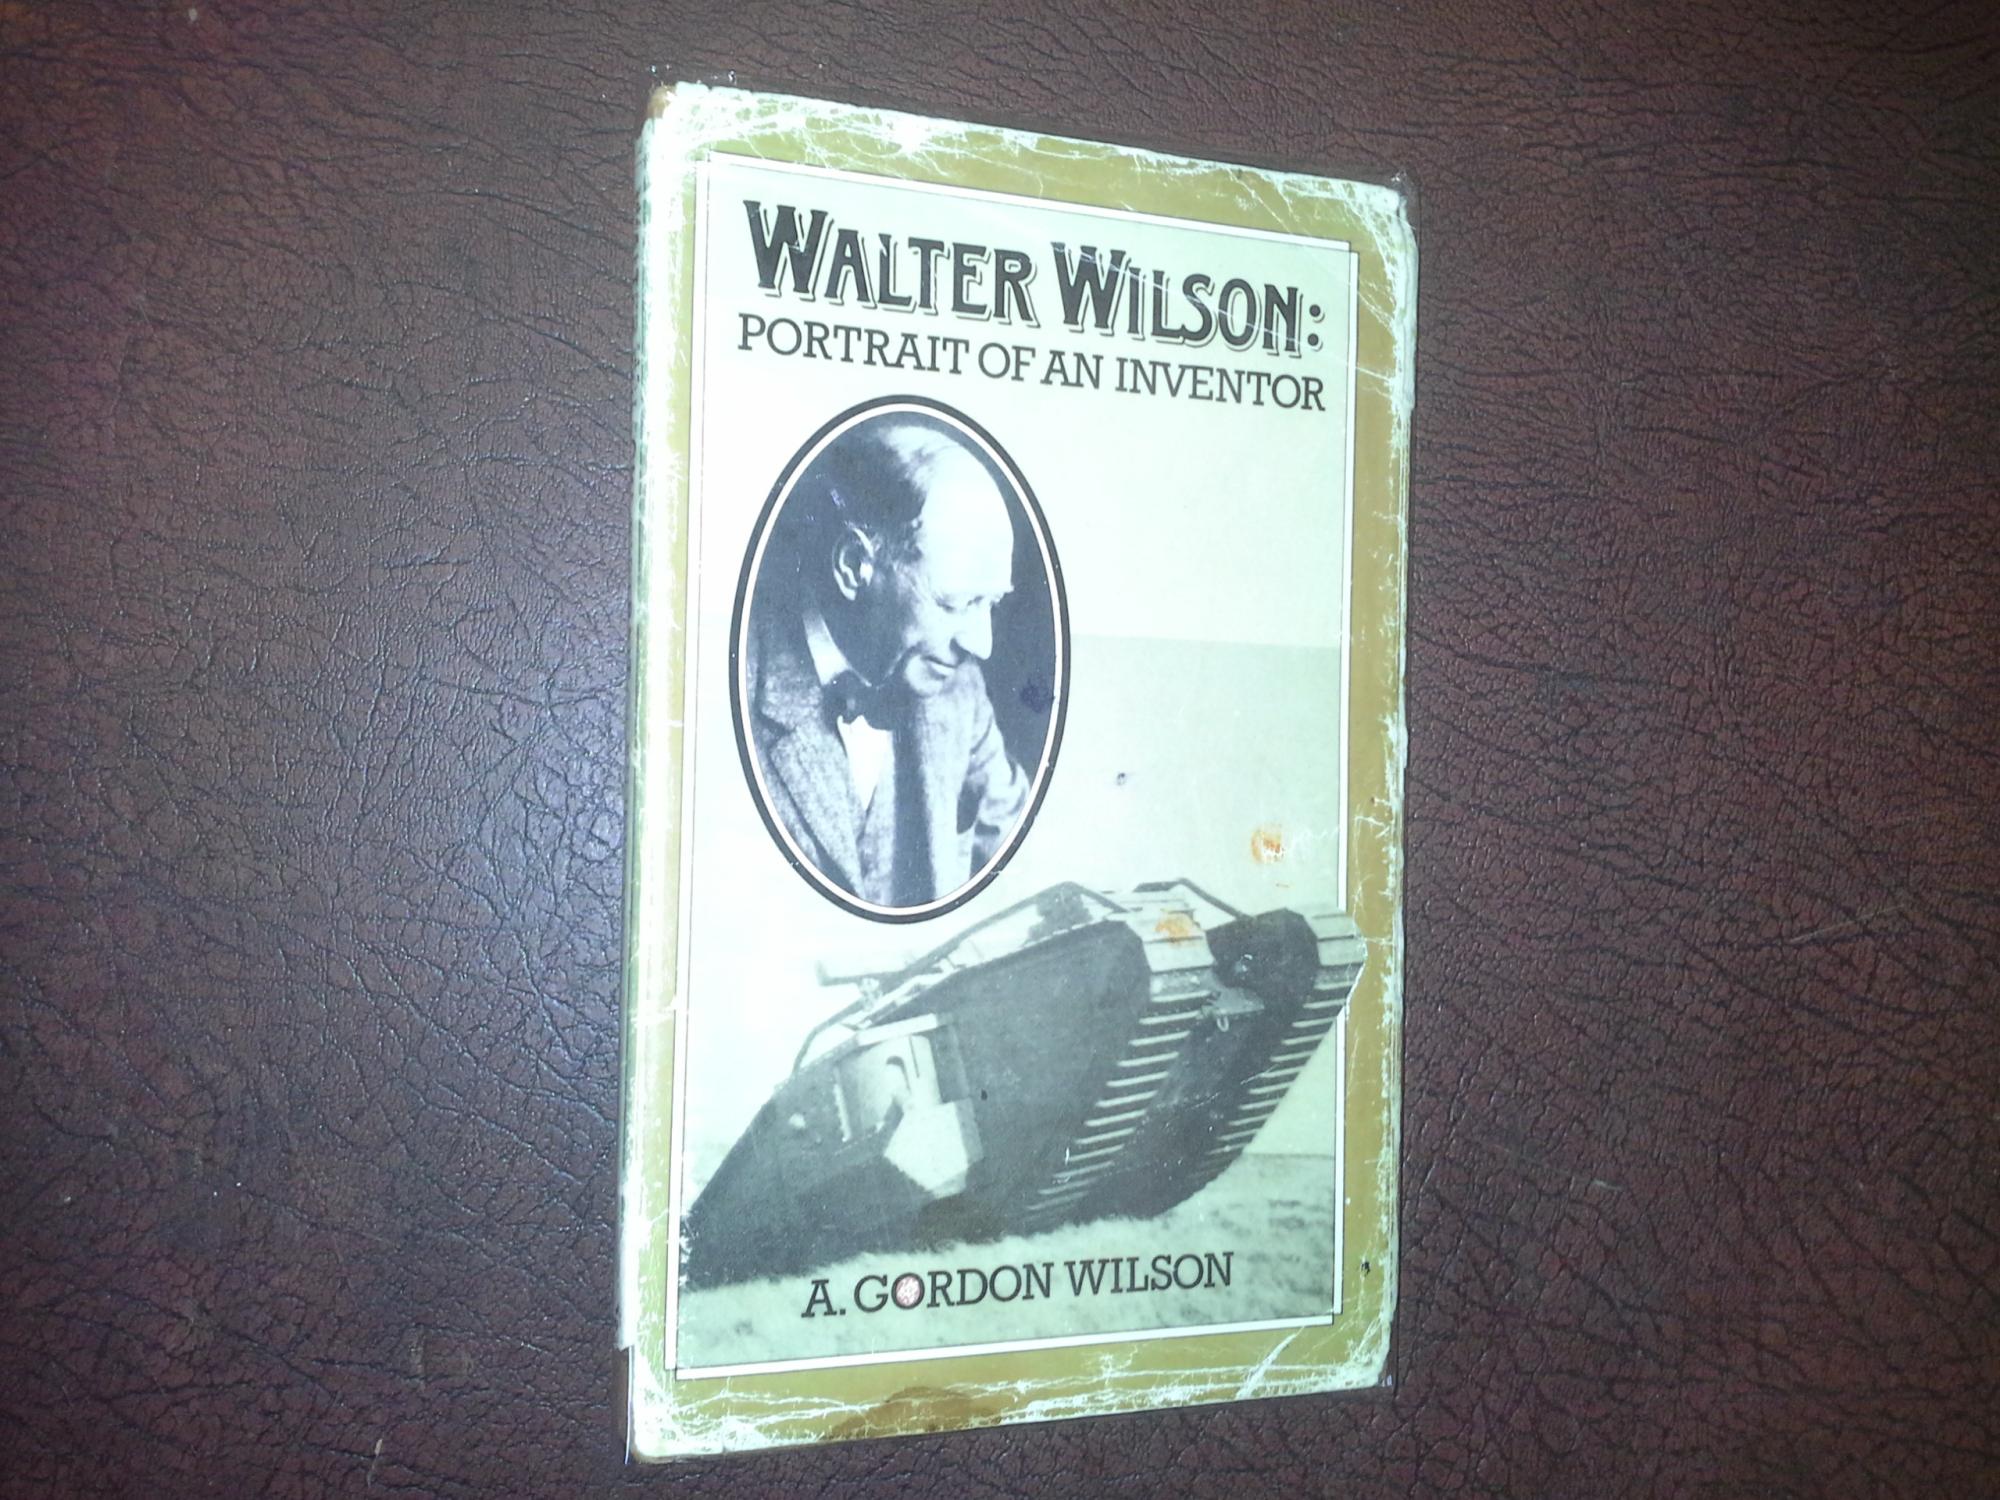 WALTER WILSON:
PORTRAIT OF AN INVENTOR
A. GORDON WILSON